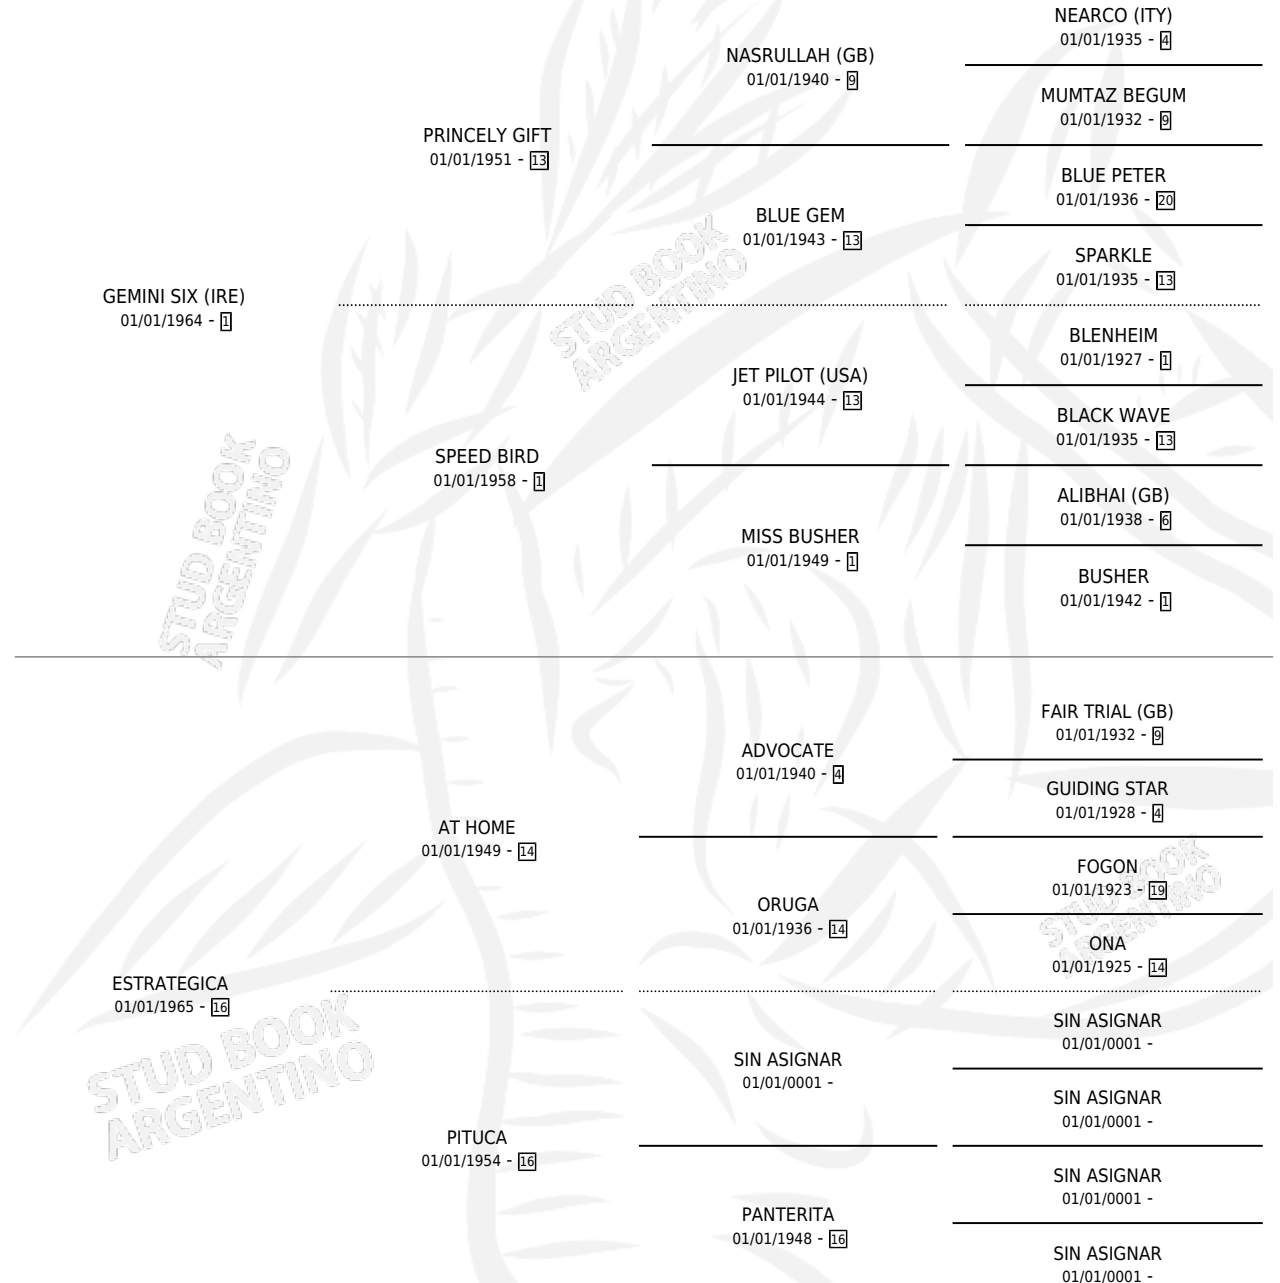 NEARCO (ITY)
01/01/1935 - 4
NASRULLAH (GB)
01/01/1940 - 9
MUMTAZ BEGUM
01/01/1932 - 9
PRINCELY GIFT
01/01/1951 - 13
BLUE PETER
01/01/1936 - 20
BLUE GEM
01/01/1943 - 13
SPARKLE
01/01/1935 - 13
GEMINI SIX (IRE)
01/01/1964 - 1
BLENHEIM
01/01/1927 - 1
JET PILOT (USA)
01/01/1944 - 13
BLACK WAVE
01/01/1935 - 13
SPEED BIRD
01/01/1958 - 1
ALIBHAI (GB)
01/01/1938 - 6
MISS BUSHER
01/01/1949 - 1
BUSHER
01/01/1942 - 1
STUD BOOK
ARGENTINO
STUD BOOK
ARGENTINO
FAIR TRIAL (GB)
01/01/1932 - 9
ADVOCATE
01/01/1940 - 4
GUIDING STAR
01/01/1928 - 4
AT HOME
01/01/1949 - 14
FOGON
01/01/1923 - 19
ORUGA
01/01/1936 - 14
ONA
01/01/1925 - 14
STUD BOOK
ARGENTINO
ESTRATEGICA
01/01/1965 - 16
SIN ASIGNAR
01/01/0001 -
SIN ASIGNAR
01/01/0001 -
SIN ASIGNAR
01/01/0001 -
STUD BOOK
ARGENTINO
PITUCA
01/01/1954 - 16
SIN ASIGNAR
01/01/0001 -
PANTERITA
01/01/1948 - 16
SIN ASIGNAR
01/01/0001 -